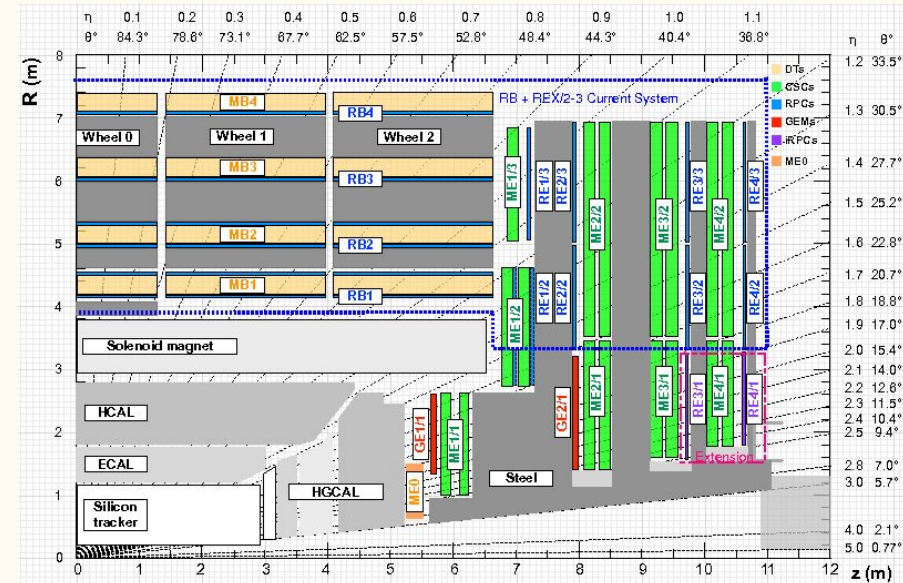 η 0.1 0.2 0.3 0.4 0.5 0.6 0.7 0.8 0.9 1.0 1.1
θ° 84.3° 78.6° 73.1° 67.7° 62.5° 57.5° 52.8° 48.4° 44.3° 40.4° 36.8° η θ°
R (m)
8
7
6
5
4
3
2
1
0
1.2 33.5°
1.3 30.5°
1.4 27.7°
1.5 25.2°
1.6 22.8°
1.7 20.7°
1.8 18.8°
1.9 17.0°
2.0 15.4°
2.1 14.0°
2.2 12.6°
2.3 11.5°
2.4 10.4°
2.5 9.4°
2.8 7.0°
3.0 5.7°
4.0 2.1°
5.0 0.77°
DTs
CSCs
RPCs
GEMs
iRPCs
ME0
RB + REX/2-3 Current System
MB4
RB4
Wheel 0 Wheel 1 Wheel 2
MB3
RB3
MB2
RB2
MB1
RB1
ME1/3
RE1/3
RE2/3
ME2/2
ME3/2
RE3/3
ME4/2
RE4/3
ME1/2
RE1/2
RE2/2
RE3/2
RE4/2
Solenoid magnet
HCAL
ECAL
Silicon
tracker
HGCAL
ME0
GE1/1
ME1/1
Steel
GE2/1
ME2/1
ME3/1
RE3/1
ME4/1
RE4/1
Extension
0 1 2 3 4 5 6 7 8 9 10 11 12
z (m)